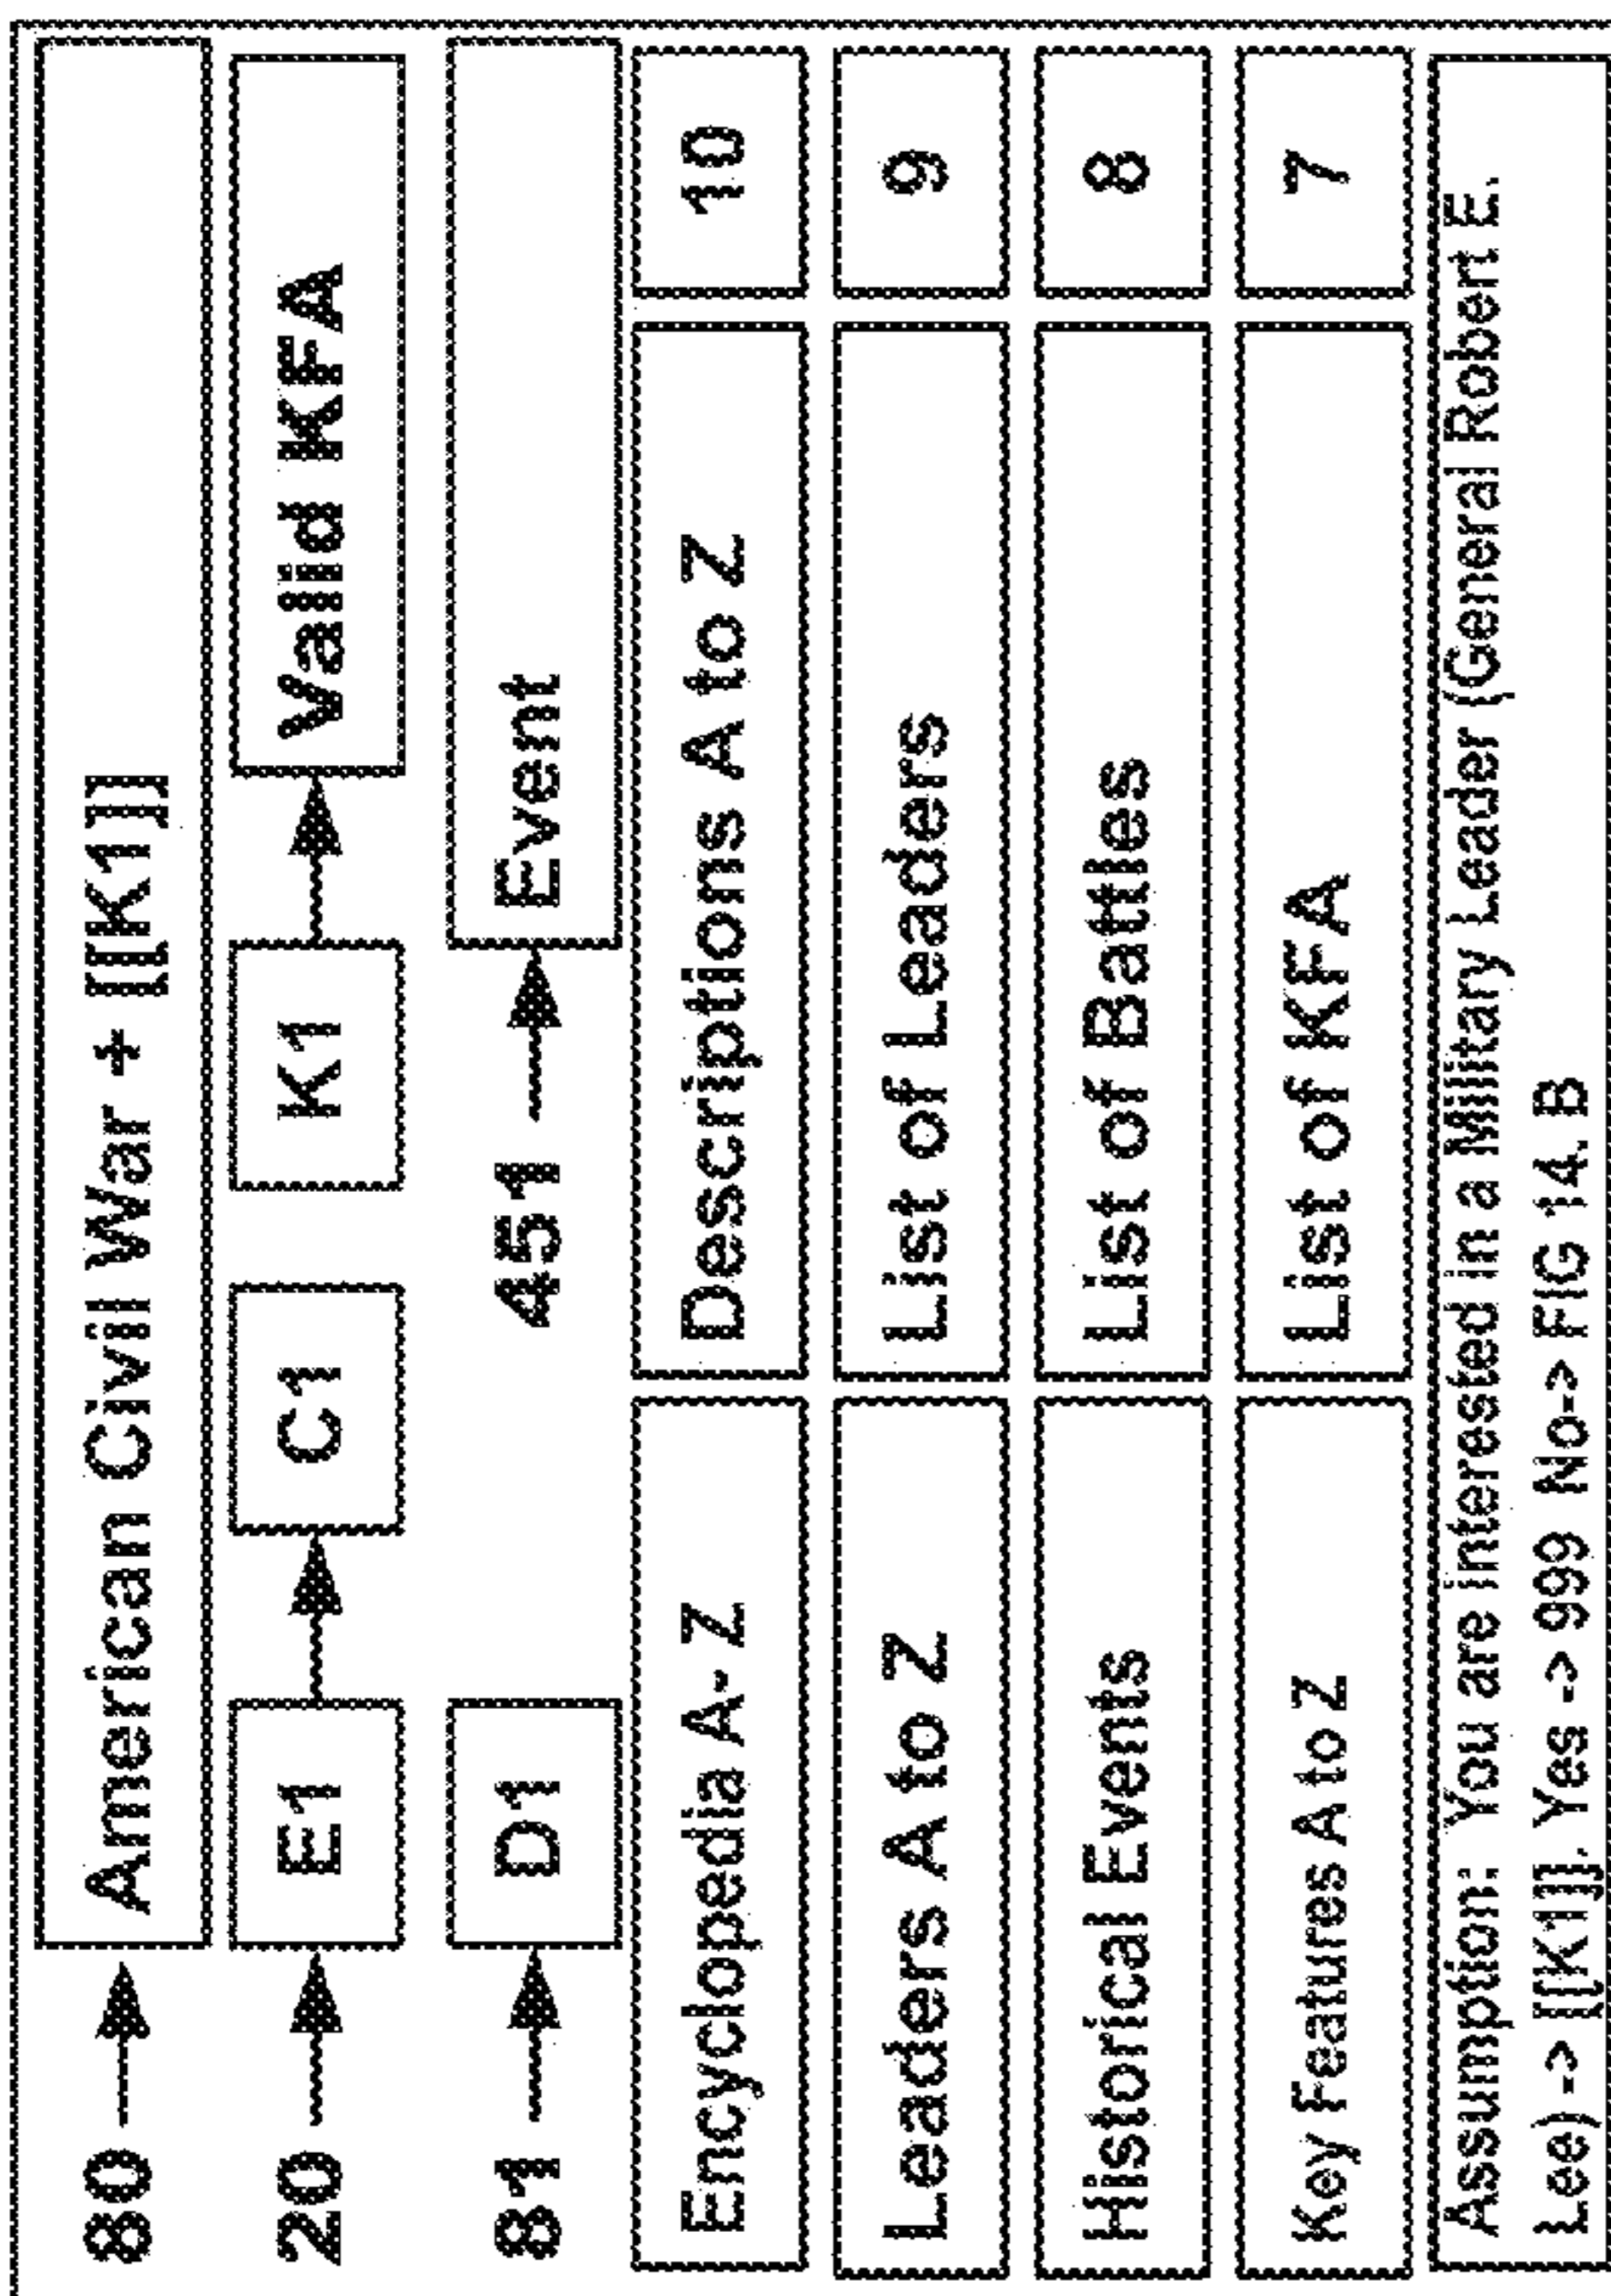 80 American Civil War + [[K1]]
20 E1 C1 K1 Valid KFA
81 D1 451 Event
Encyclopedia A- Z Descriptions A to Z 10
Leaders A to Z List of Leaders 9
Historical Events List of Battles 8
Key Features A to Z List of KFA 7
Assumption: You are interested in a Military Leader (General Robert E.
Lee) -> [[K1]]. Yes -> 999 No-> FIG 14. B